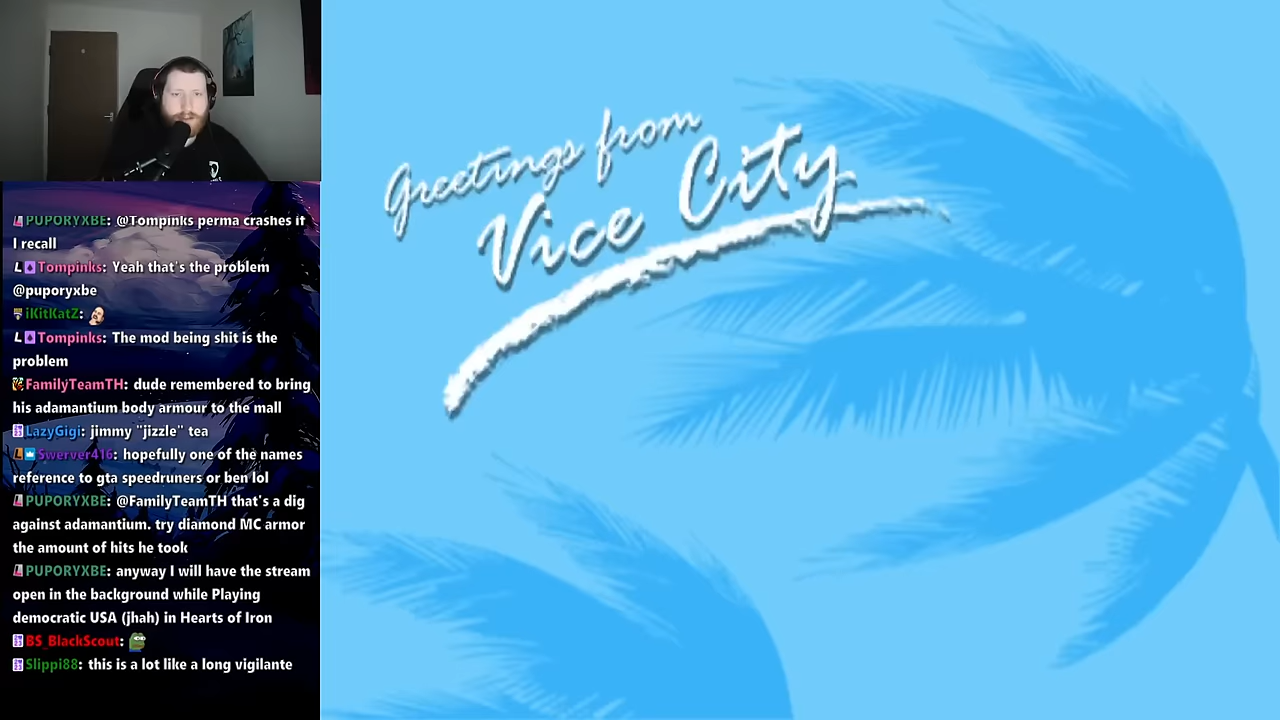 Greetings from
Vice City
PUPORYXBE: @Tompinks perma crashes if
I recall
Tompinks: Yeah that's the problem
@puporyxbe
iKitKatZ:
Tompinks: The mod being shit is the
problem
FamilyTeamTH: dude remembered to bring
his adamantium body armour to the mall
LazyGigi: jimmy "jizzle" tea
Swerver416: hopefully one of the names
reference to gta speedruners or ben lol
PUPORYXBE: @FamilyTeamTH that's a dig
against adamantium. try diamond MC armor
the amount of hits he took
PUPORYXBE: anyway I will have the stream
open in the background while Playing
democratic USA (jhah) in Hearts of Iron
BS_BlackScout:
Slippi88: this is a lot like a long vigilante